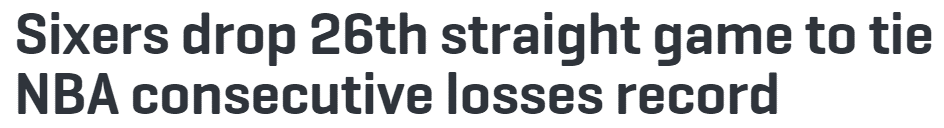 Sixers drop 26th straight game to tie
NBA consecutive losses record